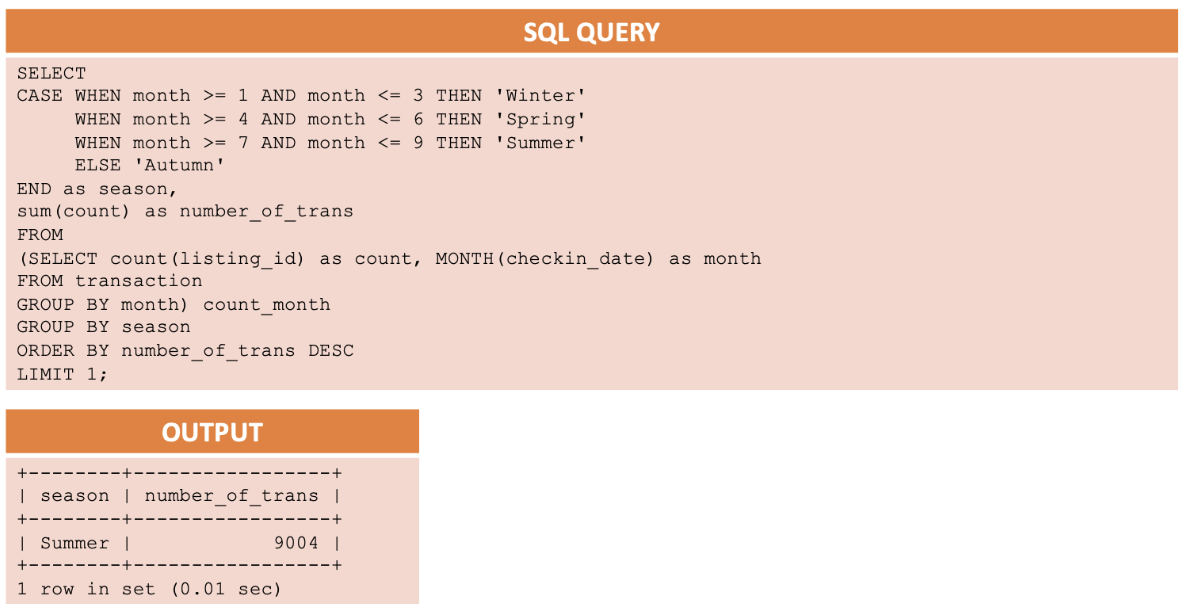 SQL QUERY
SELECT
CASE WHEN month >= 1 AND month <= 3 THEN 'Winter'
     WHEN month >= 4 AND month <= 6 THEN 'Spring'
     WHEN month >= 7 AND month <= 9 THEN 'Summer'
     ELSE 'Autumn'
END as season,
sum(count) as number_of_trans
FROM
(SELECT count(listing_id) as count, MONTH(checkin_date) as month
FROM transaction
GROUP BY month) count_month
GROUP BY season
ORDER BY number_of_trans DESC
LIMIT 1;
OUTPUT
+--------+-----------------+
| season | number_of_trans |
+--------+-----------------+
| Summer |            9004 |
+--------+-----------------+
1 row in set (0.01 sec)